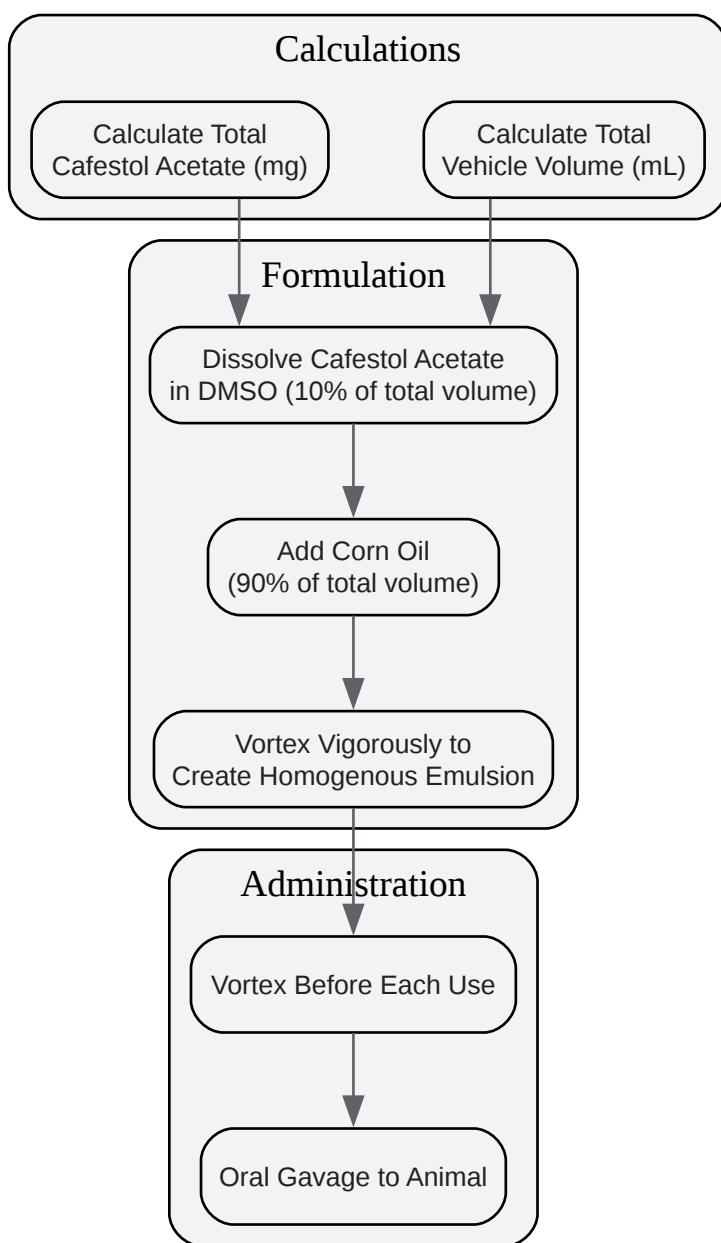 Calculations
Calculate Total
Cafestol Acetate (mg)
Calculate Total
Vehicle Volume (mL)
Formulation
Dissolve Cafestol Acetate
in DMSO (10% of total volume)
Add Corn Oil
(90% of total volume)
Vortex Vigorously to
Create Homogenous Emulsion
Administration
Vortex Before Each Use
Oral Gavage to Animal